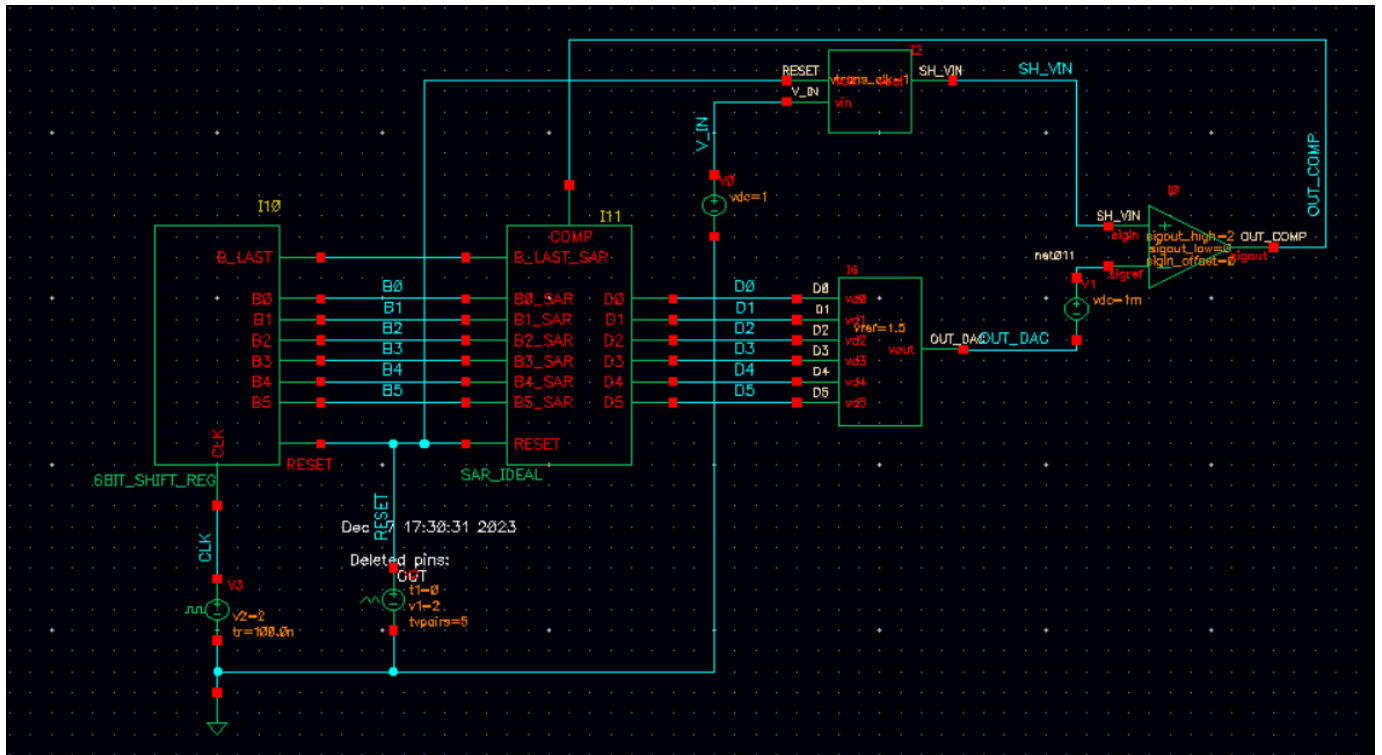 I2
RESET
vtrans_clk=1
SH_VIN
SH_VIN
V_IN
vin
V_IN
OUT_COMP
V0
vdc=1
I0
I10
I11
COMP
SH_VIN
sigin
sigout_high=2
sigout_low=0
sigin_offset=0
OUT_COMP
sigout
B_LAST
B_LAST_SAR
net011
sigref
V1
vdc=1m
I6
B0
B0
B0_SAR
D0
D0
D0
vd0
B1
B1
B1_SAR
D1
D1
D1
vd1
vref=1.5
B2
B2
B2_SAR
D2
D2
D2
vd2
OUT_DAC
OUT_DAC
B3
B3
B3_SAR
D3
D3
D3
vd3
vout
B4
B4
B4_SAR
D4
D4
D4
vd4
B5
B5
B5_SAR
D5
D5
D5
vd5
CLK
RESET
RESET
6BIT_SHIFT_REG
SAR_IDEAL
RESET
Dec 7 17:30:31 2023
CLK
Deleted pins:
OUT
V3
v2=2
tr=100.0n
t1=0
v1=2
tvpairs=5